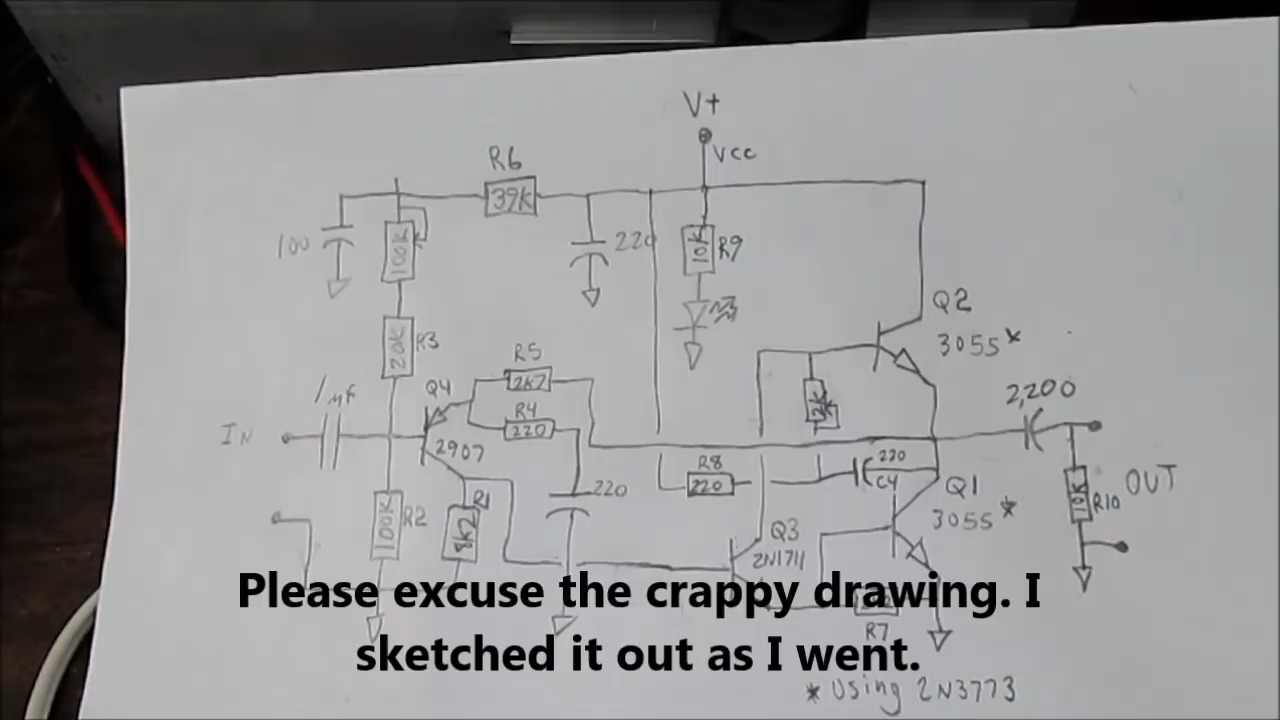 V+
Vcc
R6
39K
100
100K
220
10K
R9
Q2
3055*
20K
R3
R5
2K7
1µF
Q4
R4
220
2,200
IN
2907
R8
220
220
C4
Q1
3055*
10K
R10
OUT
220
R1
8K2
100K
R2
Q3
2N1711
Please excuse the crappy drawing. I
sketched it out as I went.
R7
* Using 2N3773